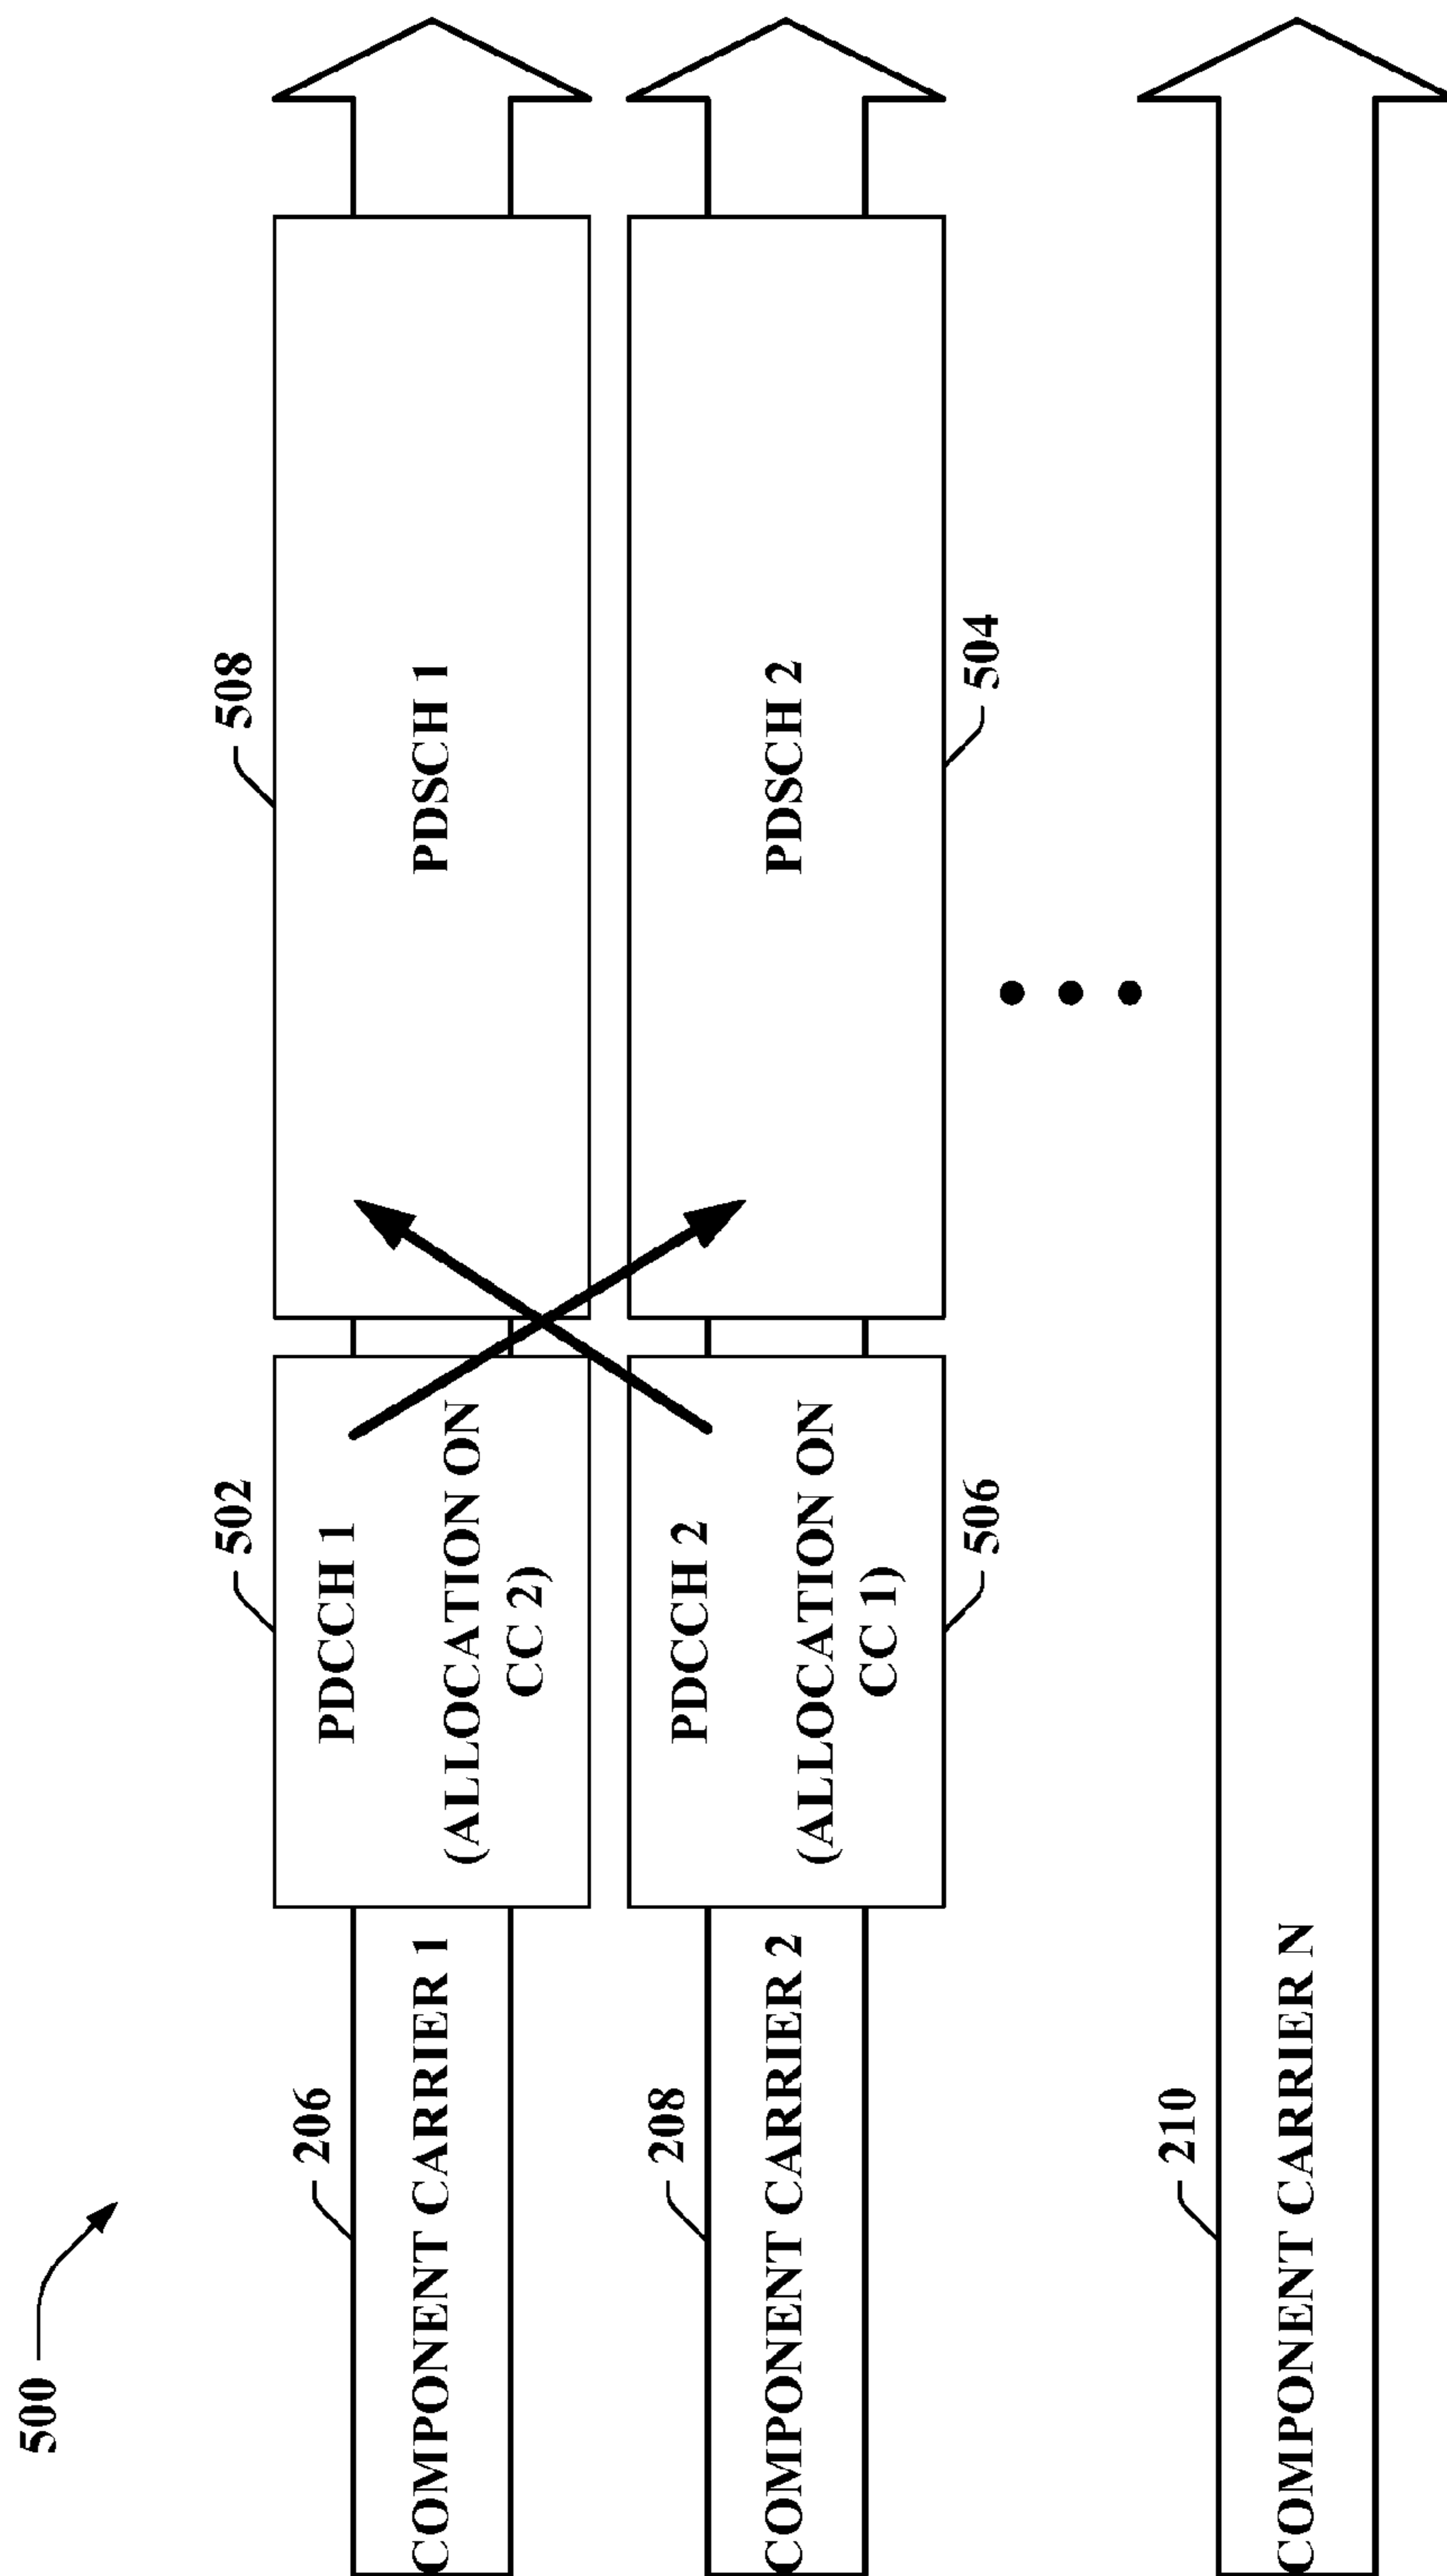 500
206
COMPONENT CARRIER 1
502
PDCCH 1
(ALLOCATION ON
CC 2)
508
PDSCH 1
208
COMPONENT CARRIER 2
PDCCH 2
(ALLOCATION ON
CC 1)
506
PDSCH 2
504
210
COMPONENT CARRIER N